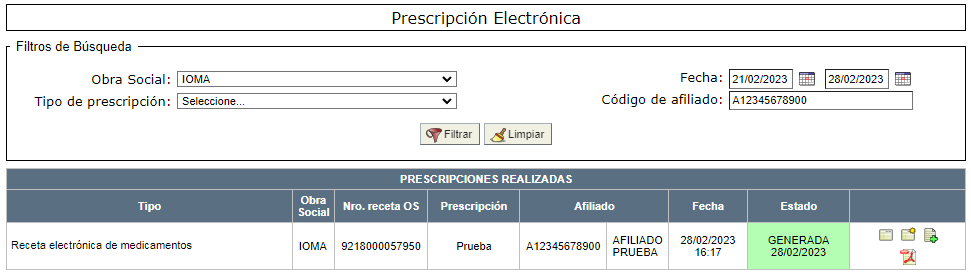 Prescripción Electrónica
Filtros de Búsqueda
Obra Social: IOMA Fecha: 21/02/2023 28/02/2023
Tipo de prescripción: Seleccione... Código de afiliado: A12345678900
Filtrar Limpiar
PRESCRIPCIONES REALIZADAS
Tipo Obra Social Nro. receta OS Prescripción Afiliado Fecha Estado
Receta electrónica de medicamentos IOMA 9218000057950 Prueba A12345678900 AFILIADO PRUEBA 28/02/2023 16:17 GENERADA 28/02/2023